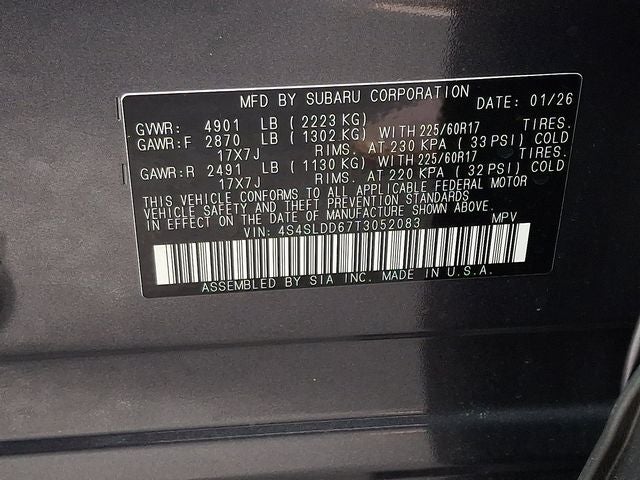 MFD BY SUBARU CORPORATION DATE: 01/26
GVWR: 4901 LB ( 2223 KG)
GAWR:F 2870 LB ( 1302 KG) WITH 225/60R17 TIRES.
17X7J RIMS. AT 230 KPA ( 33 PSI) COLD
GAWR:R 2491 LB ( 1130 KG) WITH 225/60R17 TIRES.
17X7J RIMS. AT 220 KPA ( 32 PSI) COLD
THIS VEHICLE CONFORMS TO ALL APPLICABLE FEDERAL MOTOR
VEHICLE SAFETY AND THEFT PREVENTION STANDARDS
IN EFFECT ON THE DATE OF MANUFACTURE SHOWN ABOVE.
VIN: 4S4SLDD67T3052083 MPV
ASSEMBLED BY SIA INC. MADE IN U.S.A.